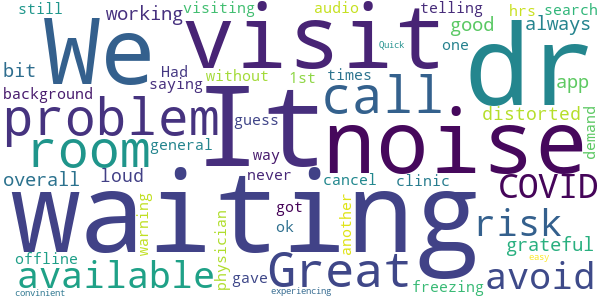 still
working
visiting
audio
telling
hrs
search
We
visit
dr
Quick
one
good
always
bit
Had
saying
without
1st
times
call
app
background
problem
It
noise
distorted
demand
guess
room
general
way
overall
loud
never
cancel
clinic
COVID
waiting
got
ok
another
risk
warning
physician
grateful
offline
available
gave
Great
freezing
avoid
easy
convinient
experiencing